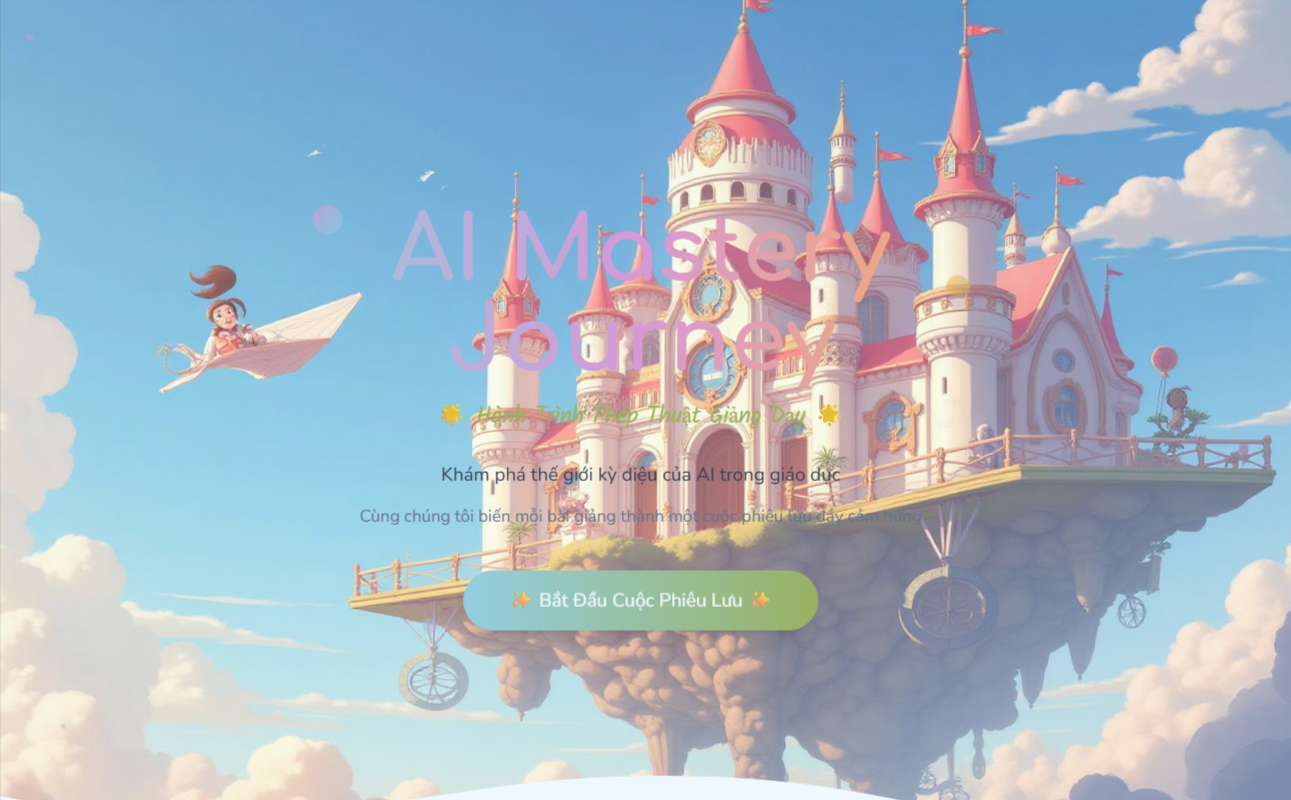 AI Mastery
Journey
🌟 Hành Trình Phép Thuật Giảng Dạy 🌟
Khám phá thế giới kỳ diệu của AI trong giáo dục
Cùng chúng tôi biến mỗi bài giảng thành một cuộc phiêu lưu đầy cảm hứng
✨ Bắt Đầu Cuộc Phiêu Lưu ✨